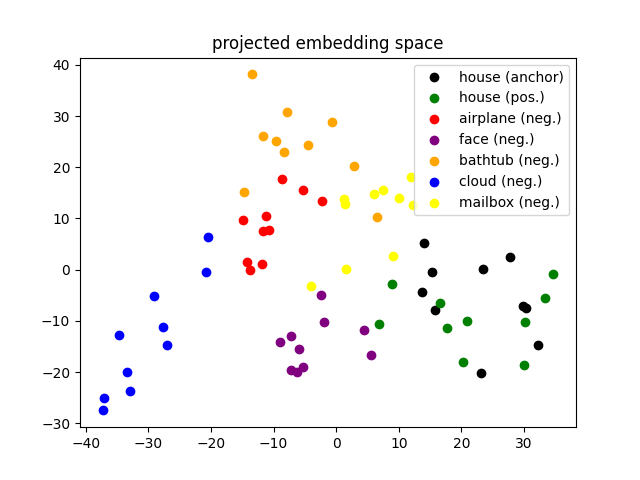 projected embedding space
40
30
20
10
0
−10
−20
−30
−40
−30
−20
−10
0
10
20
30
house (anchor)
house (pos.)
airplane (neg.)
face (neg.)
bathtub (neg.)
cloud (neg.)
mailbox (neg.)